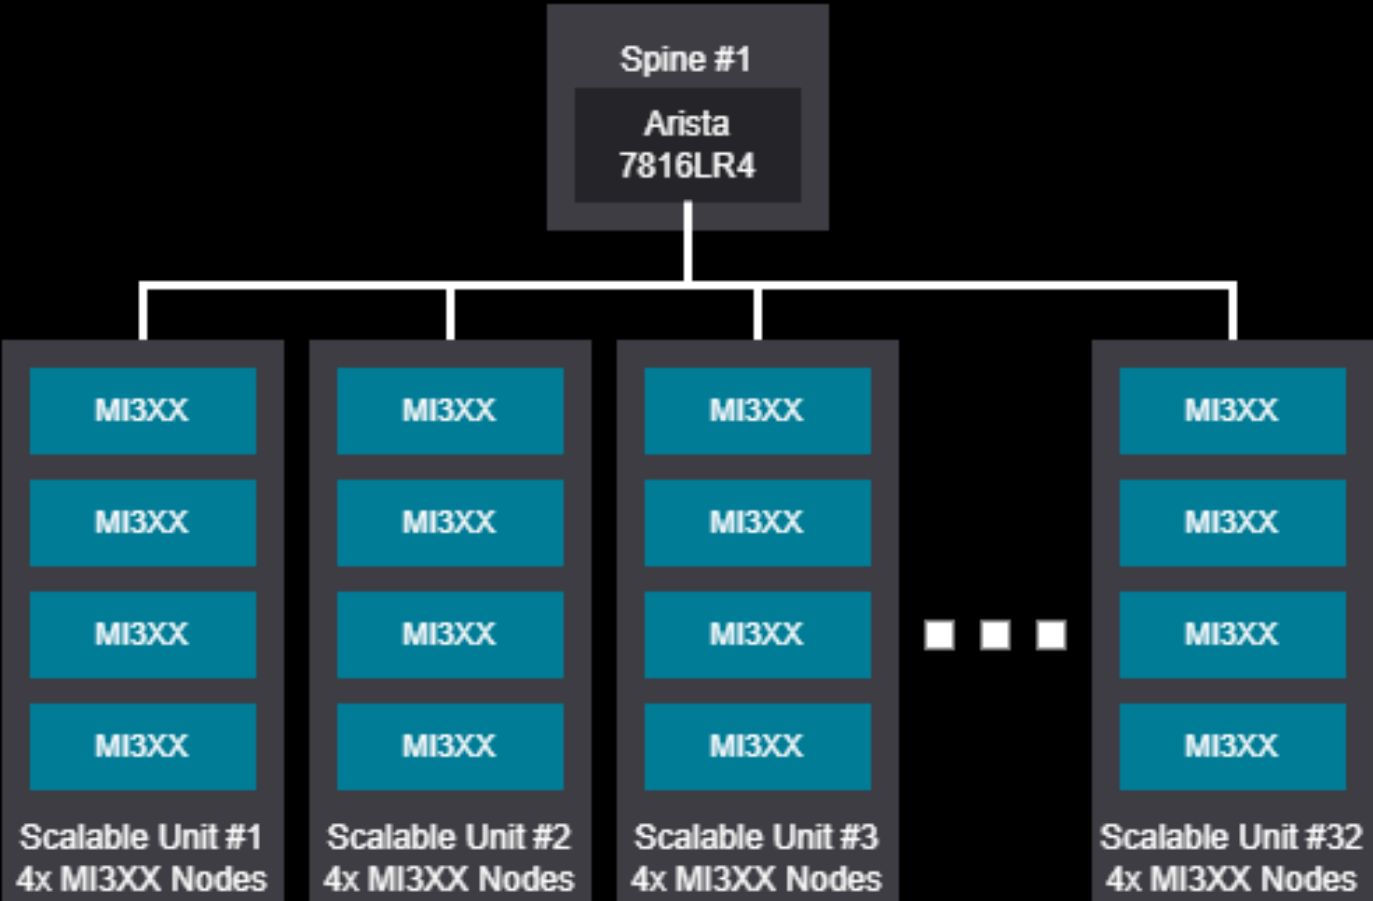 Spine #1
Arista
7816LR4
MI3XX
MI3XX
MI3XX
MI3XX
Scalable Unit #1
4x MI3XX Nodes
MI3XX
MI3XX
MI3XX
MI3XX
Scalable Unit #2
4x MI3XX Nodes
MI3XX
MI3XX
MI3XX
MI3XX
Scalable Unit #3
4x MI3XX Nodes
MI3XX
MI3XX
MI3XX
MI3XX
Scalable Unit #32
4x MI3XX Nodes